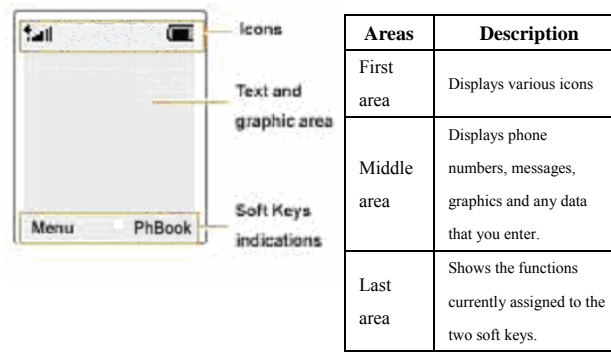 Icons
Text and
graphic area
Soft Keys
indications
Menu PhBook
Areas Description
First
area
Displays various icons
Middle
area
Displays phone
numbers, messages,
graphics and any data
that you enter.
Last
area
Shows the functions
currently assigned to the
two soft keys.